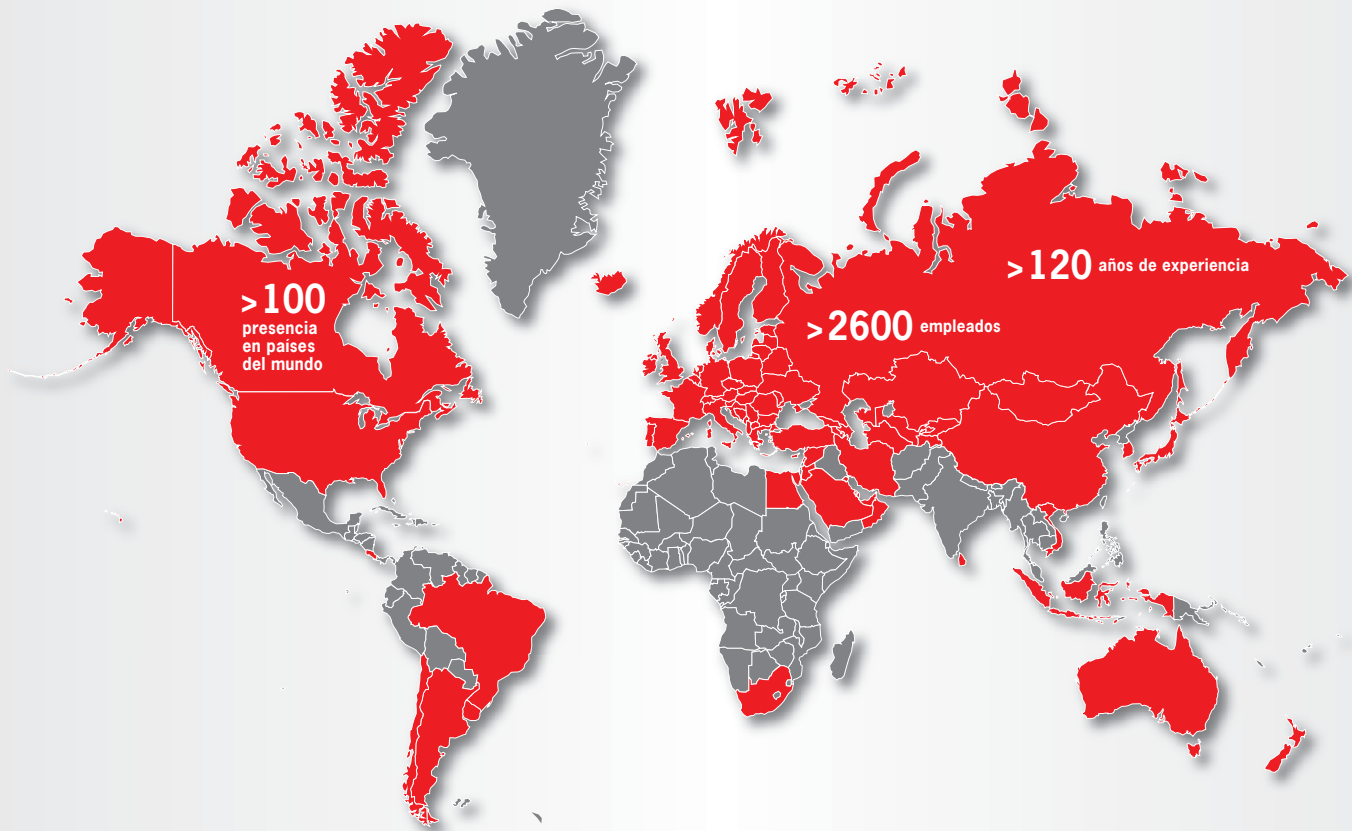 >100
presencia
en países
del mundo
>120 años de experiencia
>2600 empleados